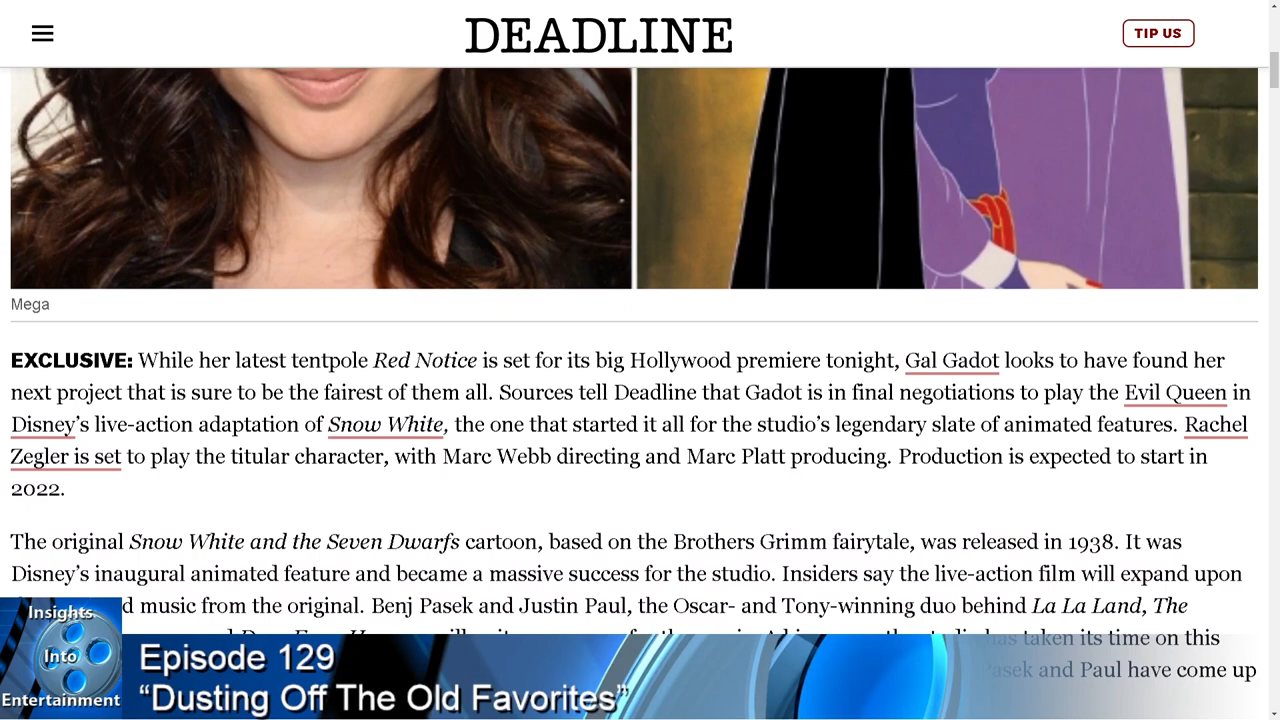 DEADLINE
TIP US
Mega
EXCLUSIVE: While her latest tentpole Red Notice is set for its big Hollywood premiere tonight, Gal Gadot looks to have found her
next project that is sure to be the fairest of them all. Sources tell Deadline that Gadot is in final negotiations to play the Evil Queen in
Disney’s live-action adaptation of Snow White, the one that started it all for the studio’s legendary slate of animated features. Rachel
Zegler is set to play the titular character, with Marc Webb directing and Marc Platt producing. Production is expected to start in
2022.
The original Snow White and the Seven Dwarfs cartoon, based on the Brothers Grimm fairytale, was released in 1938. It was
Disney’s inaugural animated feature and became a massive success for the studio. Insiders say the live-action film will expand upon
d music from the original. Benj Pasek and Justin Paul, the Oscar- and Tony-winning duo behind La La Land, The
has taken its time on this
Pasek and Paul have come up
Insights
Into
Entertainment
Episode 129
“Dusting Off The Old Favorites”